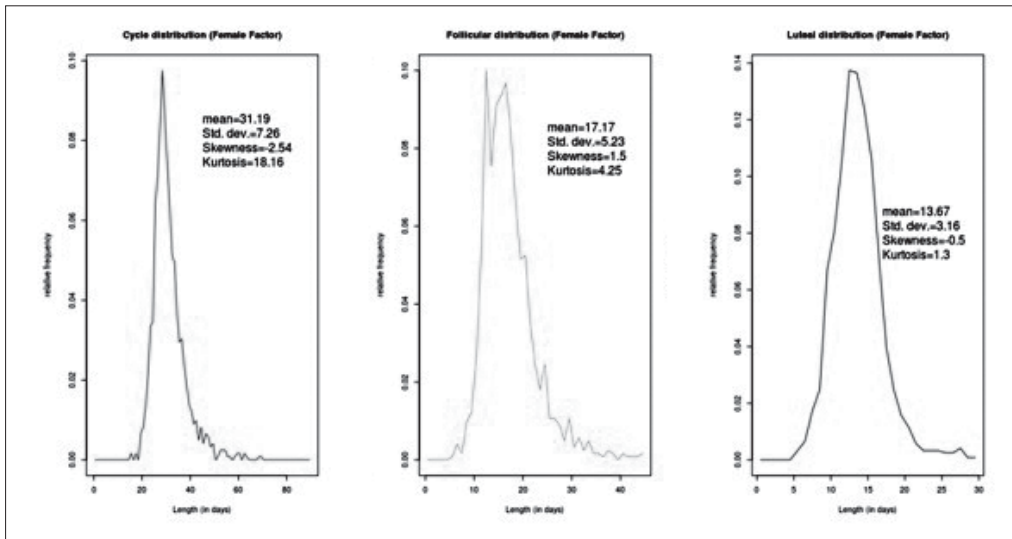 Cycle distribution (Female Factor)
relative frequency
0.00 0.02 0.04 0.06 0.08 0.10
mean=31.19
Std. dev.=7.26
Skewness=-2.54
Kurtosis=18.16
0 20 40 60 80
Length (in days)
Follicular distribution (Female Factor)
relative frequency
0.00 0.02 0.04 0.06 0.08 0.10
mean=17.17
Std. dev.=5.23
Skewness=1.5
Kurtosis=4.25
0 10 20 30 40
Length (in days)
Luteal distribution (Female Factor)
relative frequency
0.00 0.02 0.04 0.06 0.08 0.10 0.12 0.14
mean=13.67
Std. dev.=3.16
Skewness=-0.5
Kurtosis=1.3
0 5 10 15 20 25 30
Length (in days)